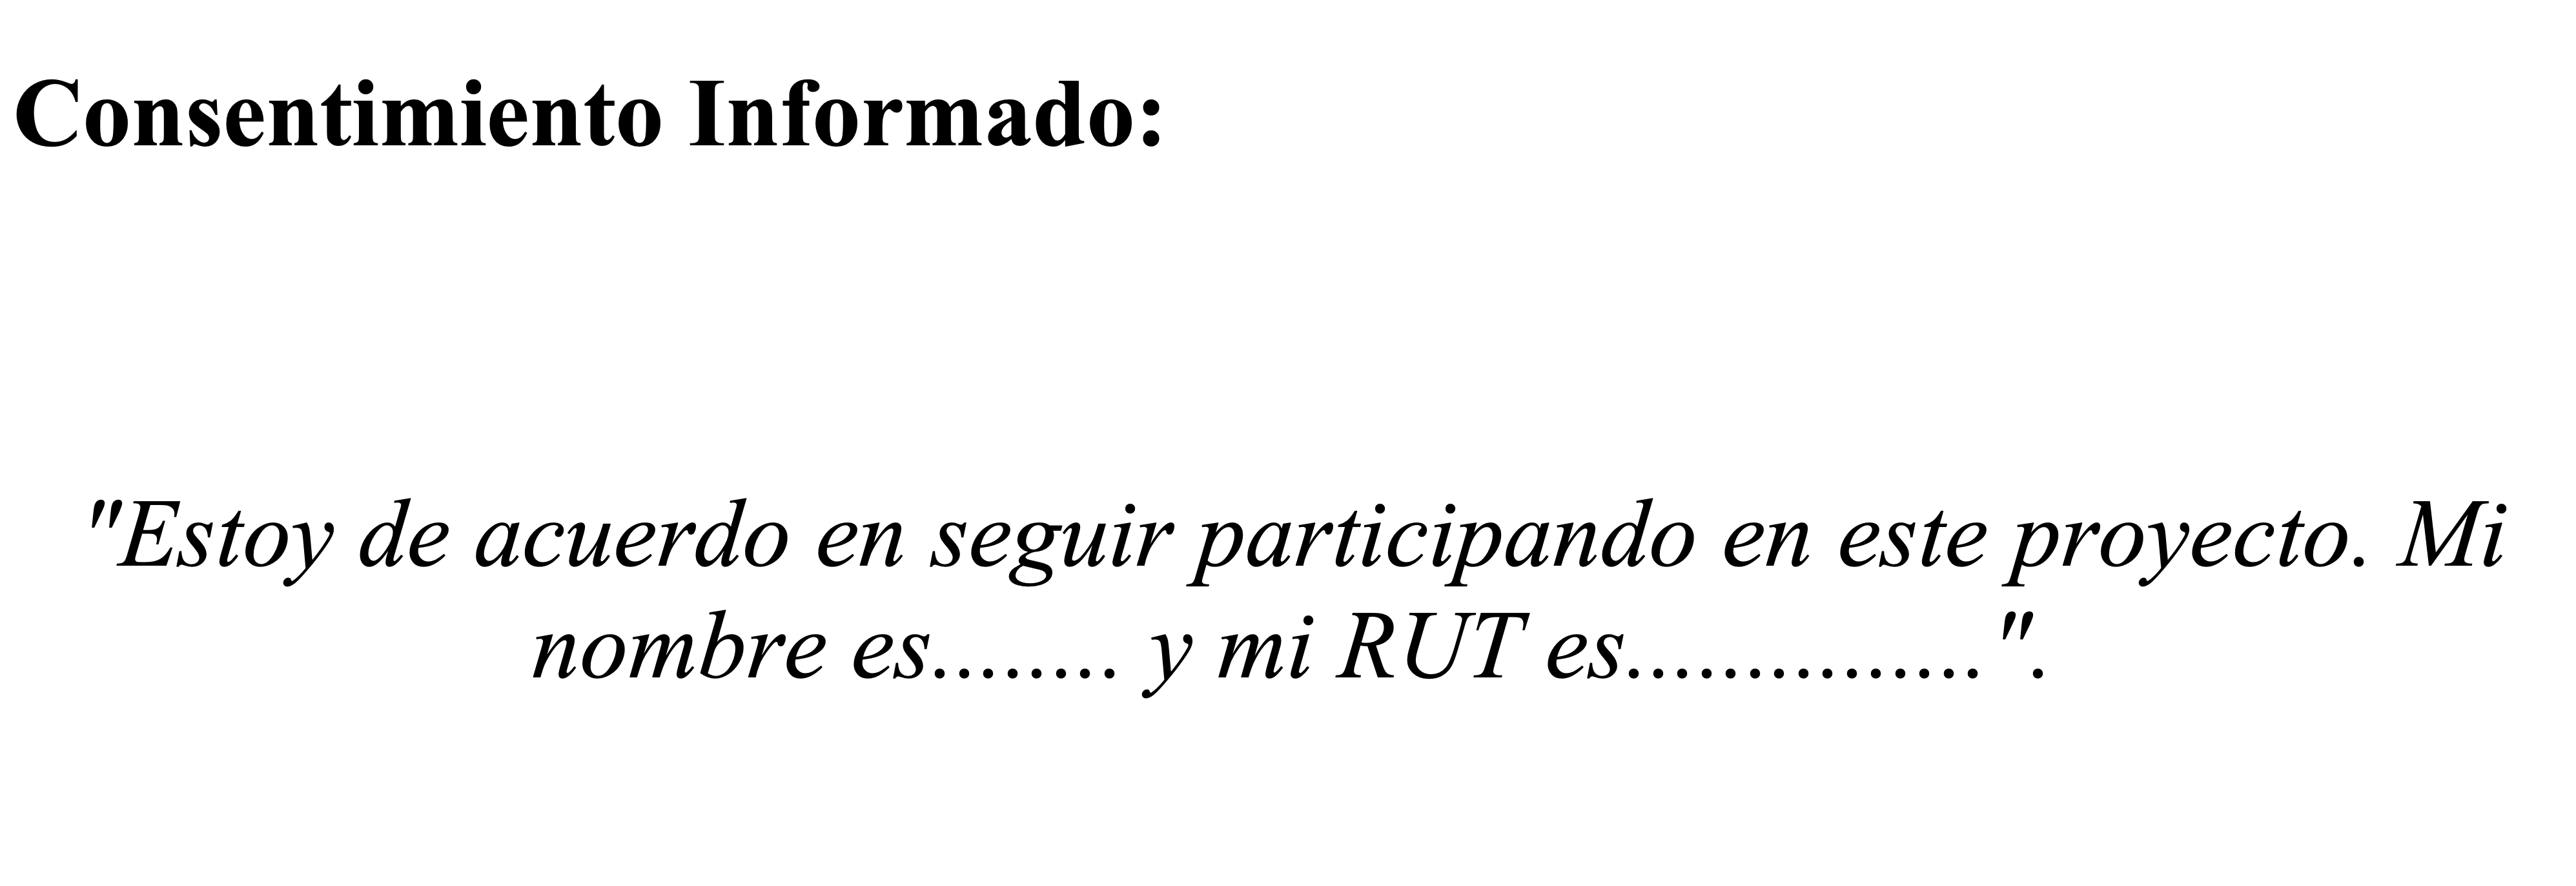 Consentimiento Informado:
"Estoy de acuerdo en seguir participando en este proyecto. Mi
nombre es........ y mi RUT es...............".